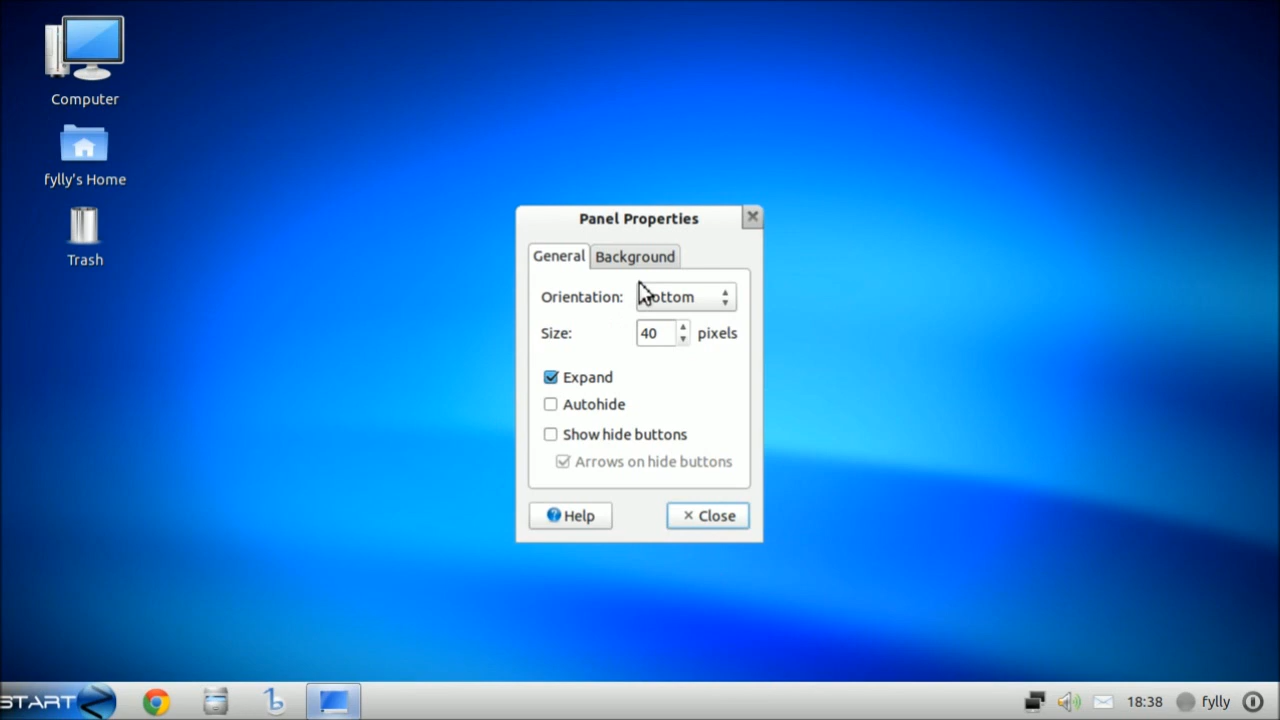 Computer
fylly's Home
Trash
Panel Properties
General Background
Orientation: Bottom
Size: 40 pixels
Expand
Autohide
Show hide buttons
Arrows on hide buttons
Help Close
START 18:38 fylly